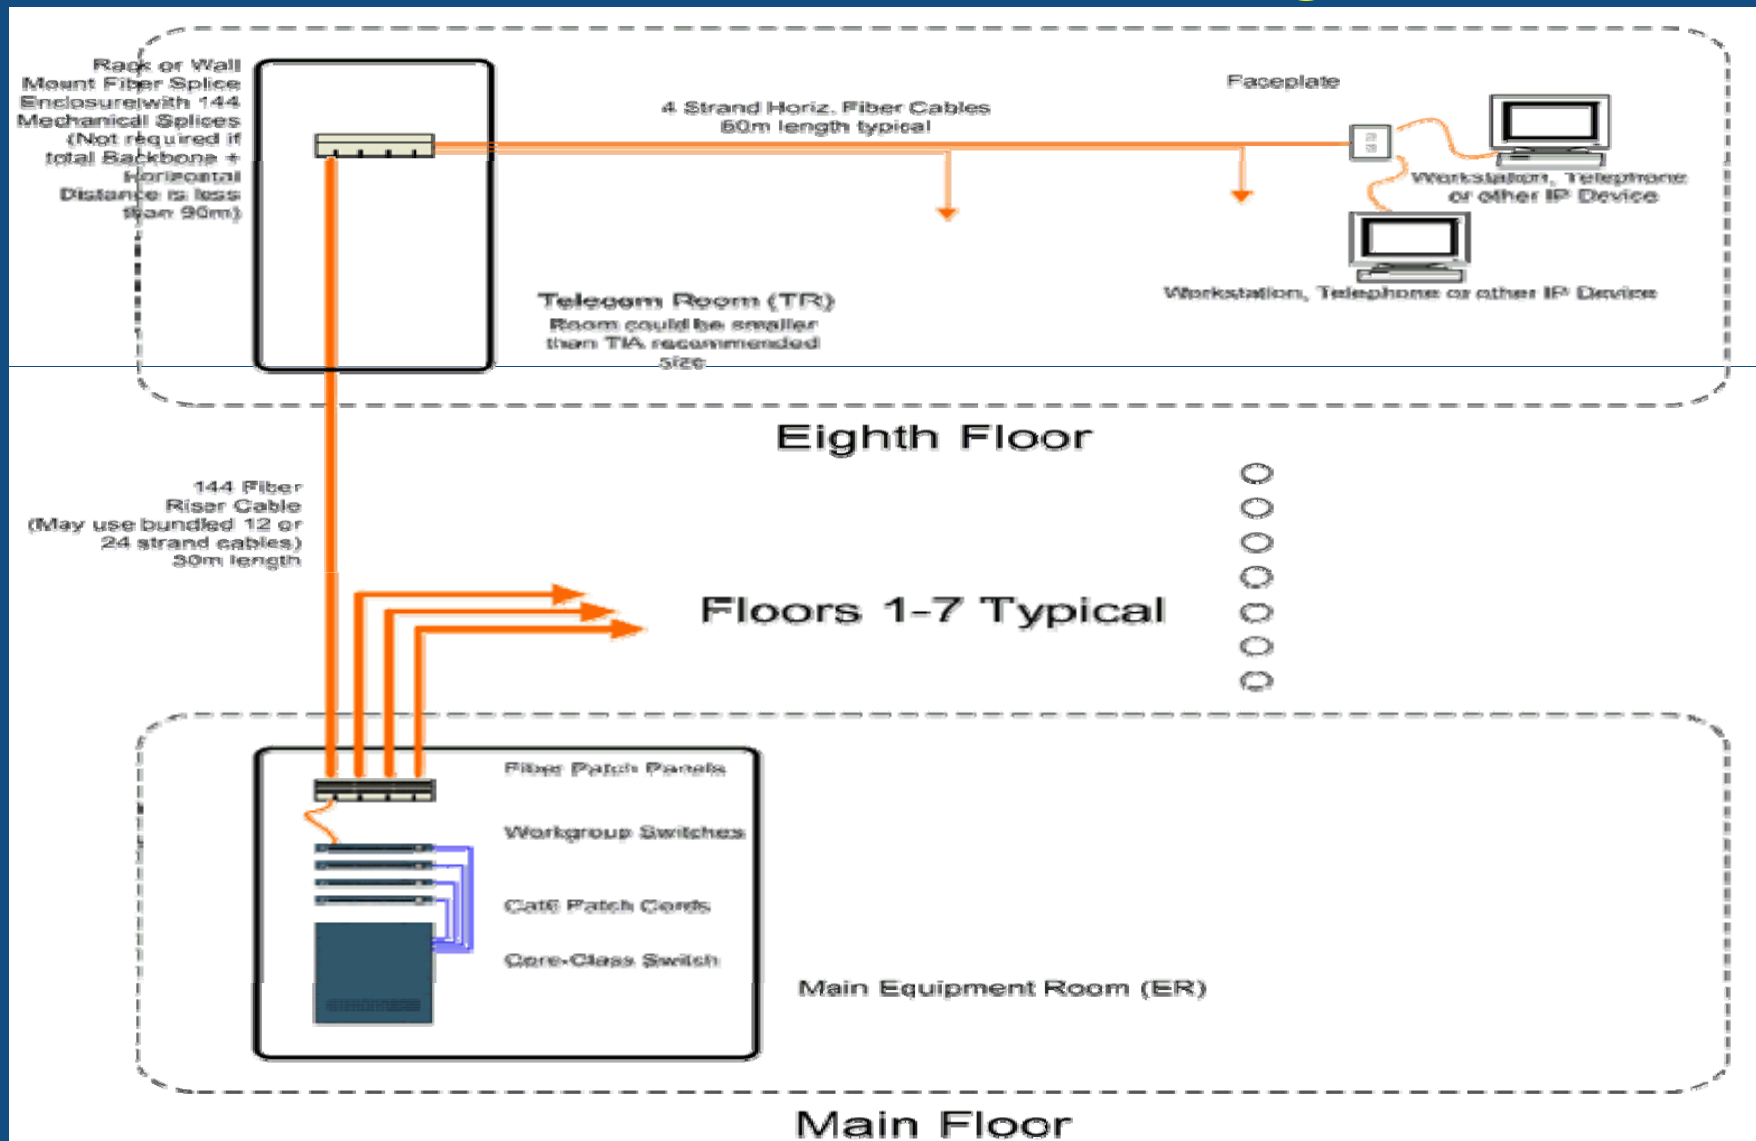 Rack or Wall
Mount Fiber Splice
Enclosure with 144
Mechanical Splices
(Not required if
total Backbone +
Horizontal
Distance is less
than 90m)
4 Strand Horiz. Fiber Cables
60m length typical
Faceplate
Workstation, Telephone
or other IP Device
Workstation, Telephone or other IP Device
Telecom Room (TR)
Room could be smaller
than TIA recommended
size
Eighth Floor
144 Fiber
Riser Cable
(May use bundled 12 or
24 strand cables)
30m length
Floors 1-7 Typical
Fiber Patch Panels
Workgroup Switches
Cat6 Patch Cords
Core-Class Switch
Main Equipment Room (ER)
Main Floor